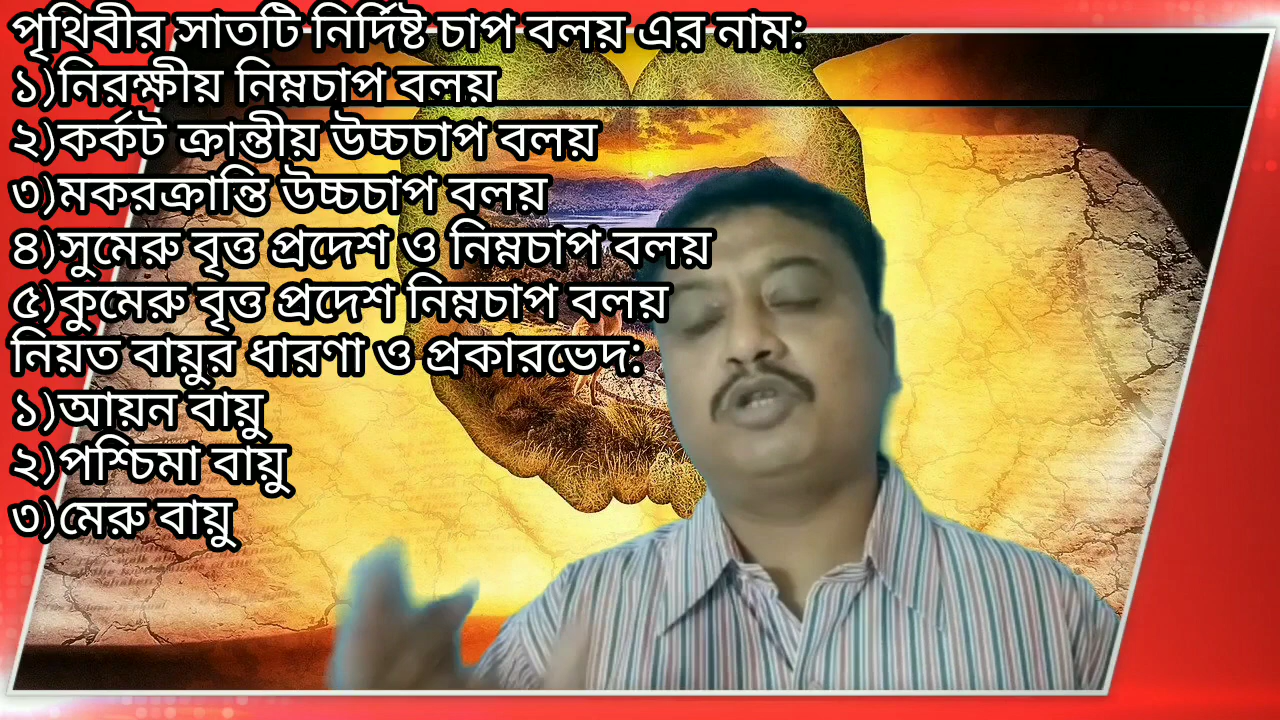 পৃথিবীর সাতটি নির্দিষ্ট চাপ বলয় এর নাম:
১)নিরক্ষীয় নিম্নচাপ বলয়
২)কর্কট ক্রান্তীয় উচ্চচাপ বলয়
৩)মকরক্রান্তি উচ্চচাপ বলয়
৪)সুমেরু বৃত্ত প্রদেশ ও নিম্নচাপ বলয়
৫)কুমেরু বৃত্ত প্রদেশ নিম্নচাপ বলয়
নিয়ত বায়ুর ধারণা ও প্রকারভেদ:
১)আয়ন বায়ু
২)পশ্চিমা বায়ু
৩)মেরু বায়ু